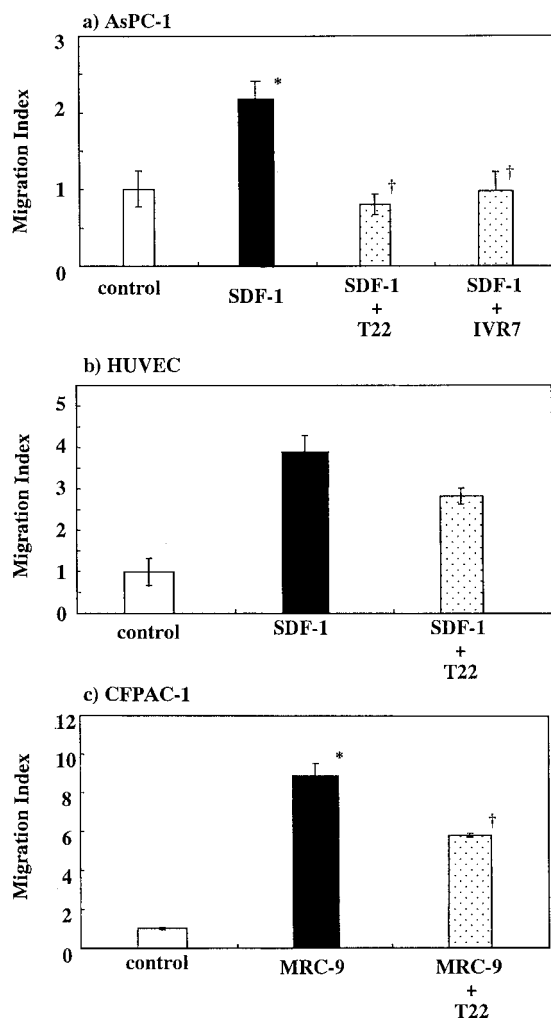 a) AsPC-1
Migration Index
3
2
1
0
*
†
†
control
SDF-1
SDF-1
+
T22
SDF-1
+
IVR7
b) HUVEC
Migration Index
5
4
3
2
1
0
control
SDF-1
SDF-1
+
T22
c) CFPAC-1
Migration Index
12
10
8
6
4
2
0
*
†
control
MRC-9
MRC-9
+
T22